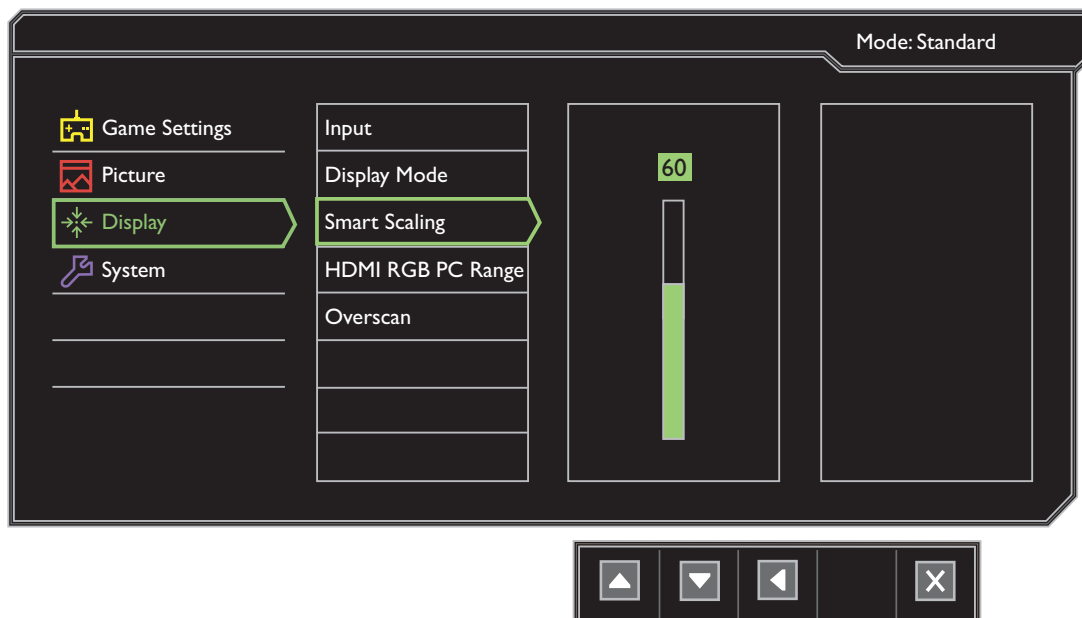 Mode: Standard
Game Settings
Picture
Display
System
Input
Display Mode
Smart Scaling
HDMI RGB PC Range
Overscan
60
X